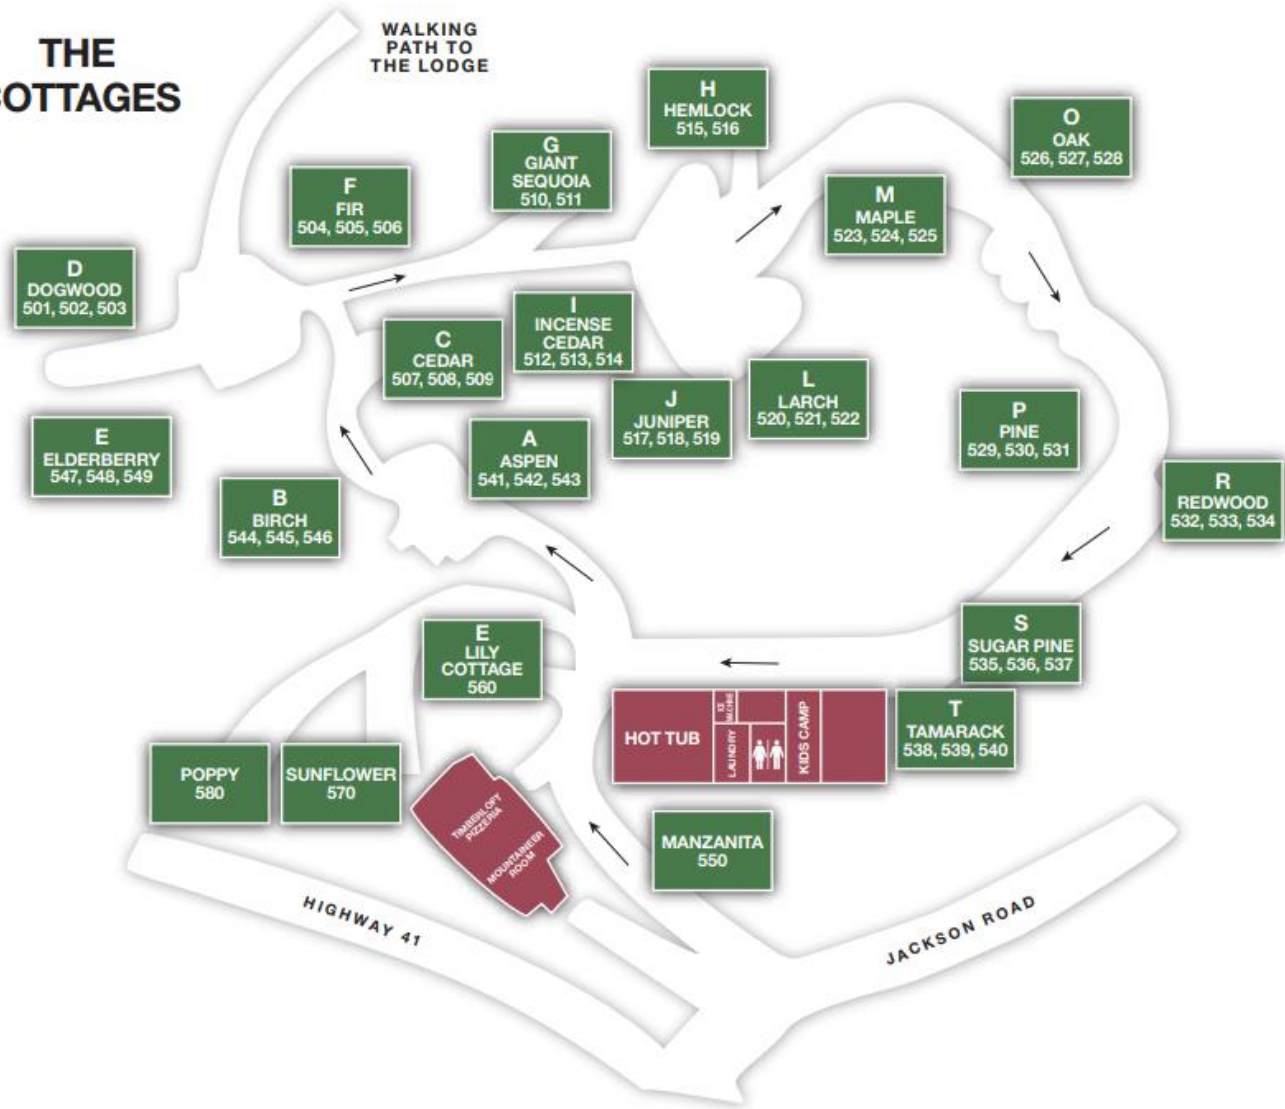 THE
COTTAGES
WALKING
PATH TO
THE LODGE
H
HEMLOCK
515, 516
O
OAK
526, 527, 528
G
GIANT
SEQUOIA
510, 511
F
FIR
504, 505, 506
M
MAPLE
523, 524, 525
D
DOGWOOD
501, 502, 503
I
INCENSE
CEDAR
512, 513, 514
C
CEDAR
507, 508, 509
L
LARCH
520, 521, 522
J
JUNIPER
517, 518, 519
P
PINE
529, 530, 531
E
ELDERBERRY
547, 548, 549
A
ASPEN
541, 542, 543
R
REDWOOD
532, 533, 534
B
BIRCH
544, 545, 546
S
SUGAR PINE
535, 536, 537
E
LILY
COTTAGE
560
T
TAMARACK
538, 539, 540
HOT TUB
ICE
MACHINE
LAUNDRY
KIDS CAMP
POPPY
580
SUNFLOWER
570
TIMBERLOFT
PIZZERIA
MOUNTAINEER
ROOM
MANZANITA
550
HIGHWAY 41
JACKSON ROAD